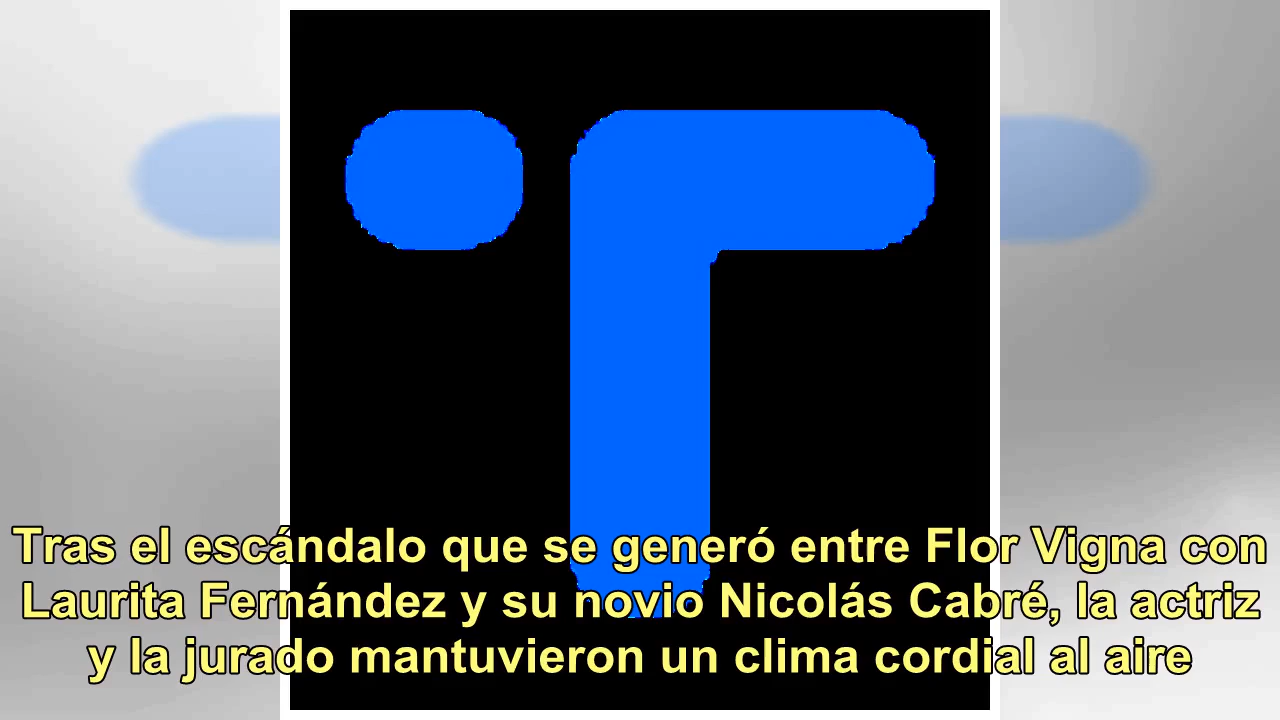 Tras el escándalo que se generó entre Flor Vigna con
Laurita Fernández y su novio Nicolás Cabré, la actriz
y la jurado mantuvieron un clima cordial al aire